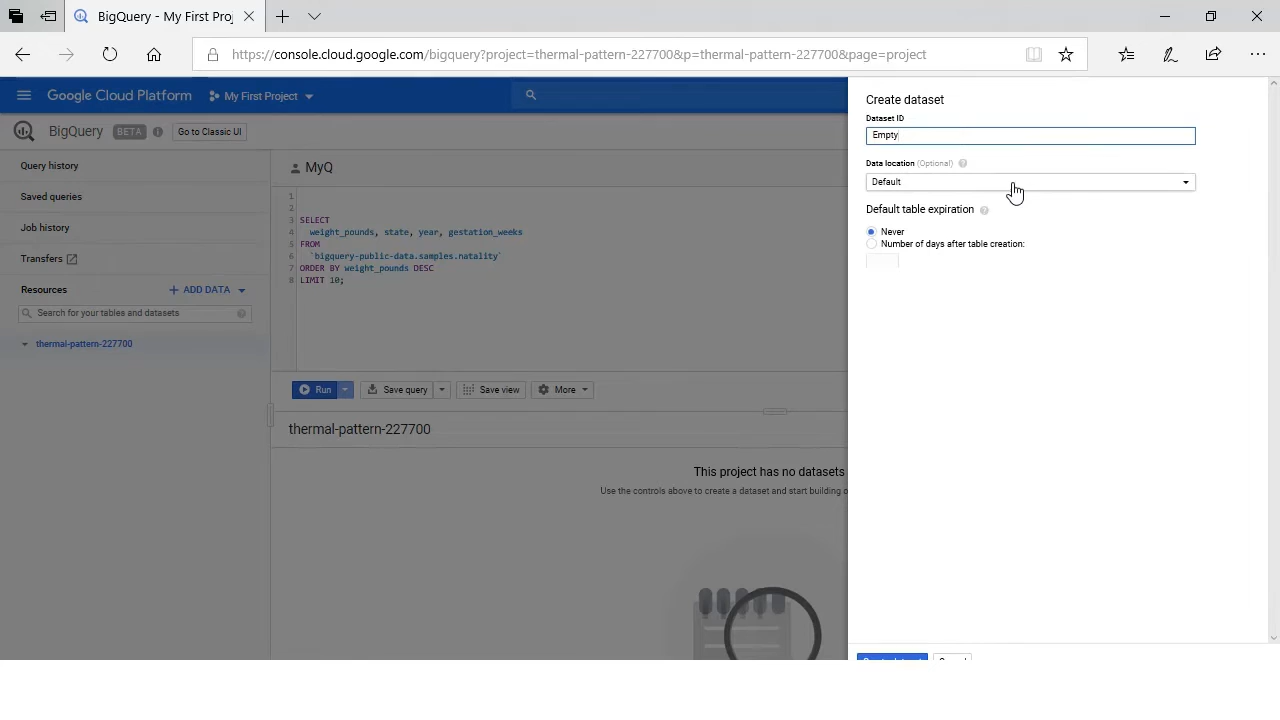 BigQuery - My First Proj
https://console.cloud.google.com/bigquery?project=thermal-pattern-227700&p=thermal-pattern-227700&page=project
Google Cloud Platform
My First Project
BigQuery
BETA
Go to Classic UI
Query history
Saved queries
Job history
Transfers
Resources
ADD DATA
Search for your tables and datasets
thermal-pattern-227700
MyQ
1
2
3 SELECT
4 weight_pounds, state, year, gestation_weeks
5 FROM
6 `bigquery-public-data.samples.natality`
7 ORDER BY weight_pounds DESC
8 LIMIT 10;
Run
Save query
Save view
More
thermal-pattern-227700
This project has no datasets
Use the controls above to create a dataset and start building o
Create dataset
Dataset ID
Empty
Data location (Optional)
Default
Default table expiration
Never
Number of days after table creation: